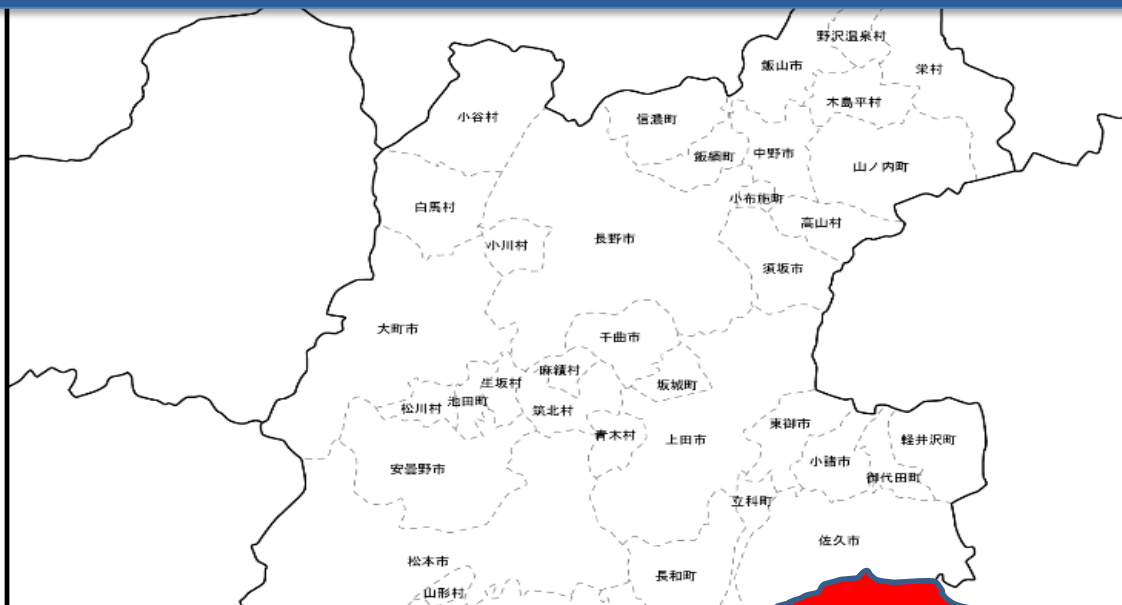 野沢温泉村
飯山市
栄村
木島平村
小谷村
信濃町
飯綱町
中野市
山ノ内町
小布施町
白馬村
高山村
小川村
長野市
須坂市
大町市
千曲市
麻績村
生坂村
坂城町
池田町
松川村
筑北村
東御市
青木村
上田市
軽井沢町
小諸市
安曇野市
御代田町
立科町
佐久市
松本市
長和町
山形村